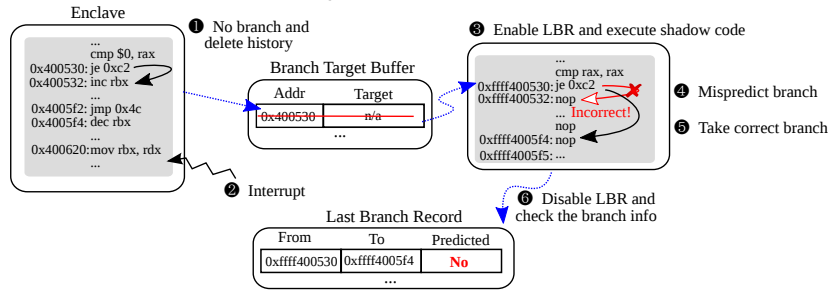 Enclave
❶ No branch and
delete history
...
cmp $0, rax
0x400530: je 0xc2
0x400532: inc rbx
...
0x4005f2: jmp 0x4c
0x4005f4: dec rbx
...
0x400620: mov rbx, rdx
...
❷ Interrupt
Branch Target Buffer
Addr Target
0x400530 n/a
...
❸ Enable LBR and execute shadow code
...
cmp rax, rax
0xffff400530: je 0xc2
0xffff400532: nop
... Incorrect!
nop
0xffff4005f4: nop
0xffff4005f5: ...
❹ Mispredict branch
❺ Take correct branch
❻ Disable LBR and
check the branch info
Last Branch Record
From To Predicted
0xffff400530 0xffff4005f4 No
...